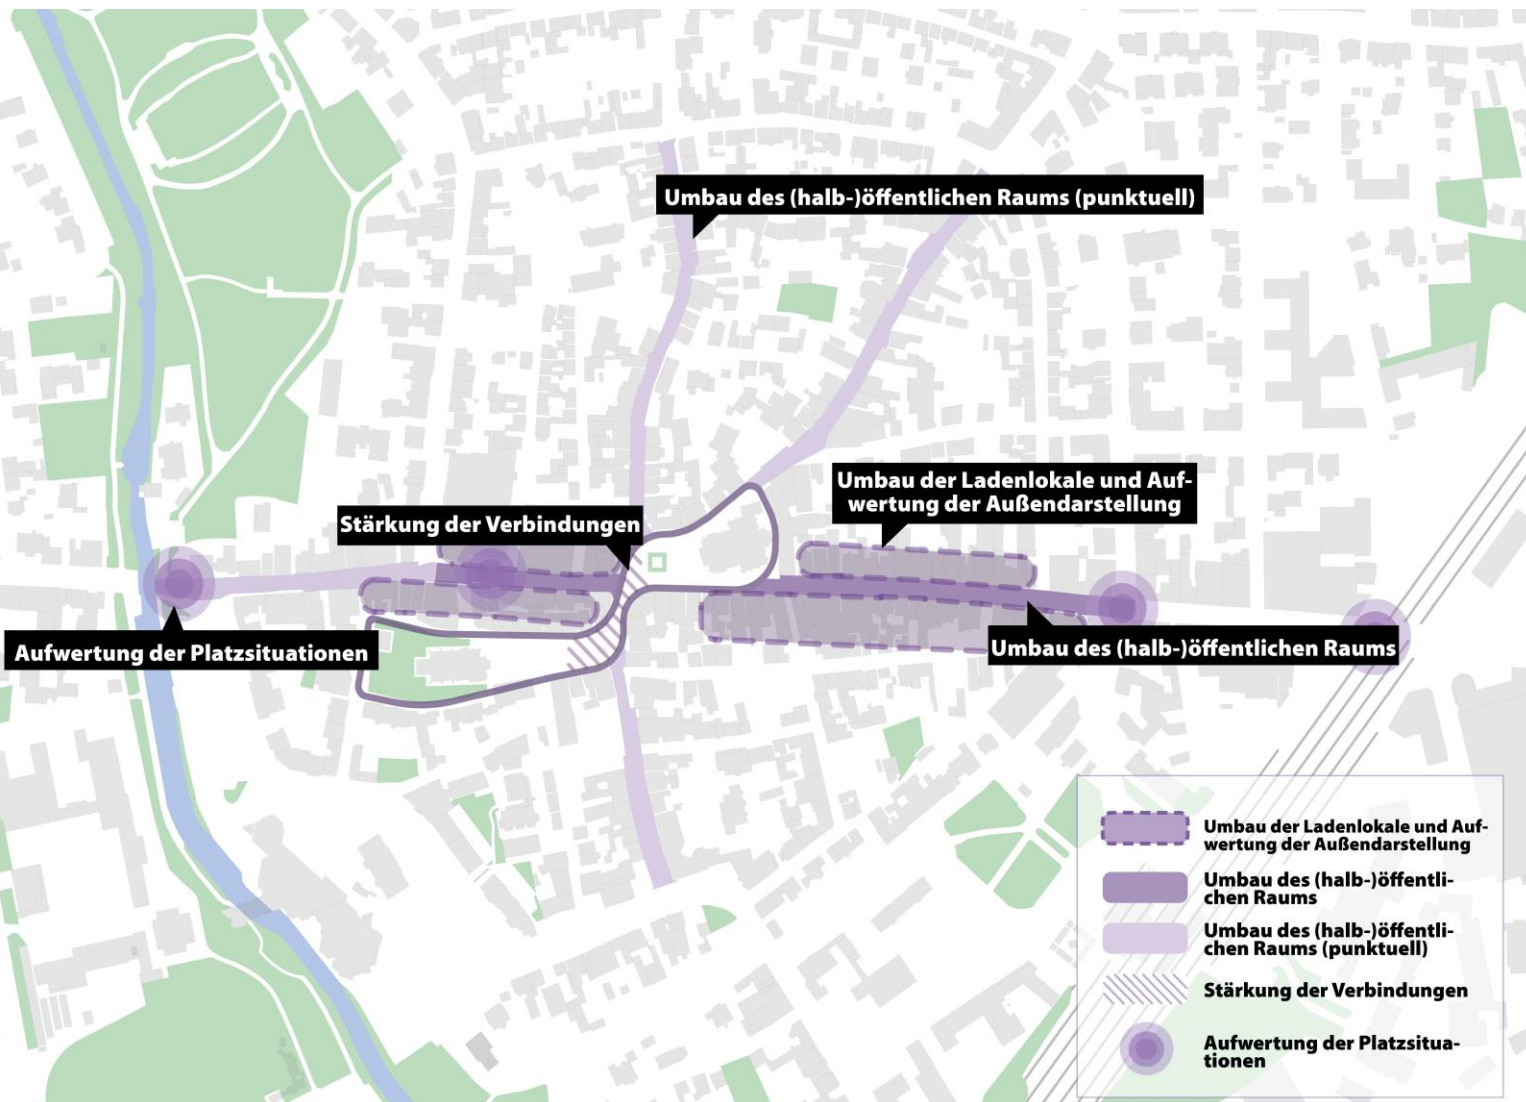 Umbau des (halb-)öffentlichen Raums (punktuell)
Umbau der Ladenlokale und Auf-
wertung der Außendarstellung
Stärkung der Verbindungen
Aufwertung der Platzsituationen
Umbau des (halb-)öffentlichen Raums
Umbau der Ladenlokale und Auf-
wertung der Außendarstellung
Umbau des (halb-)öffentli-
chen Raums
Umbau des (halb-)öffentli-
chen Raums (punktuell)
Stärkung der Verbindungen
Aufwertung der Platzsitua-
tionen